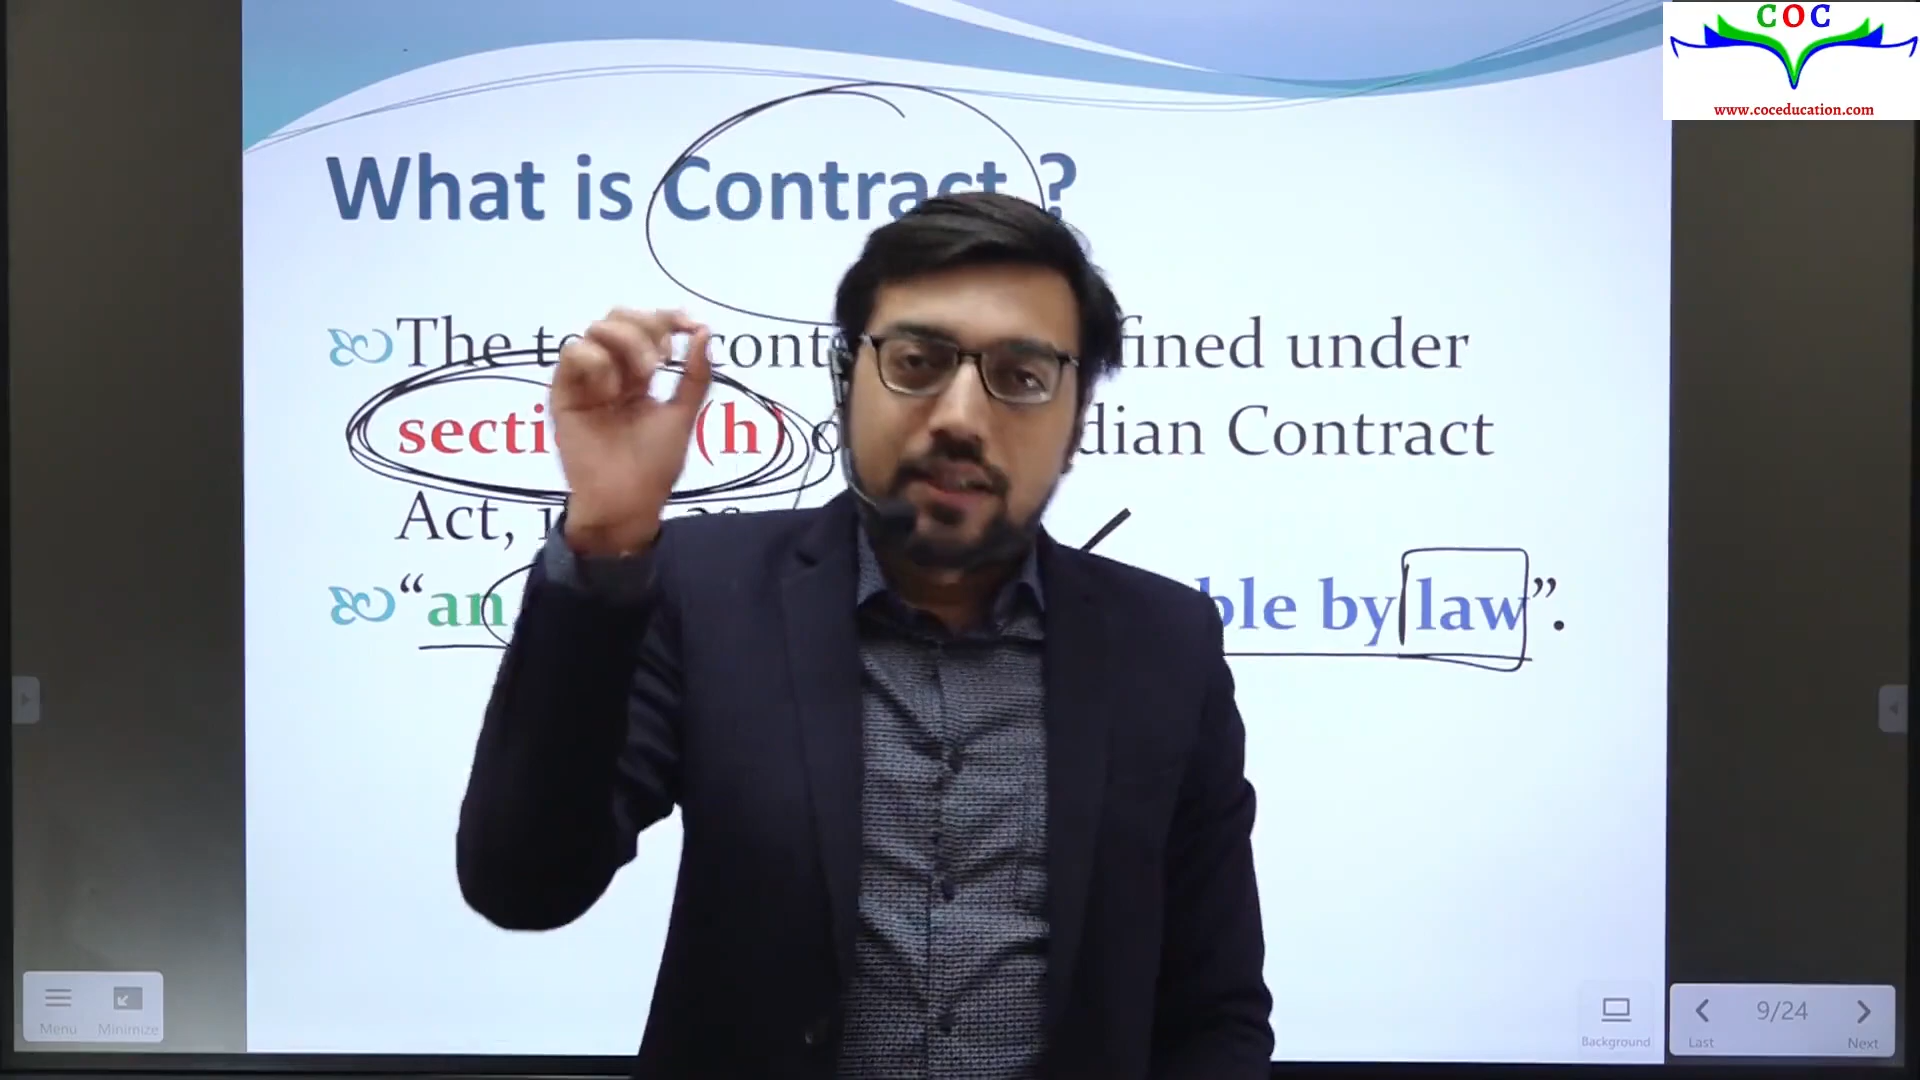 COC
www.coceducation.com
What is Contract ?
The cont fined under
secti (h) dian Contract
Act,
“an ble by law”.
Menu
Minimize
Background
Last
9/24
Next